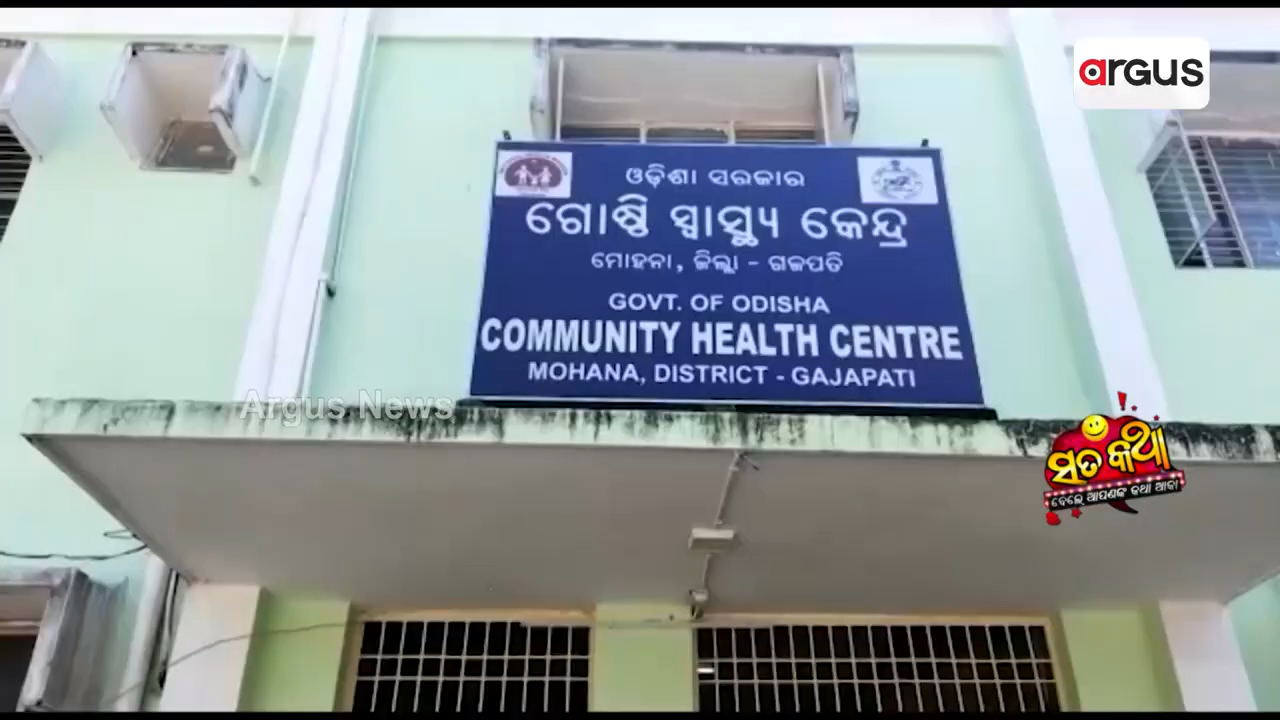 argus
ଓଡ଼ିଶା ସରକାର
ଗୋଷ୍ଠି ସ୍ୱାସ୍ଥ୍ୟ କେନ୍ଦ୍ର
ମୋହନା, ଜିଲ୍ଲା - ଗଜପତି
GOVT. OF ODISHA
COMMUNITY HEALTH CENTRE
MOHANA, DISTRICT - GAJAPATI
Argus News
ସତ କଥା